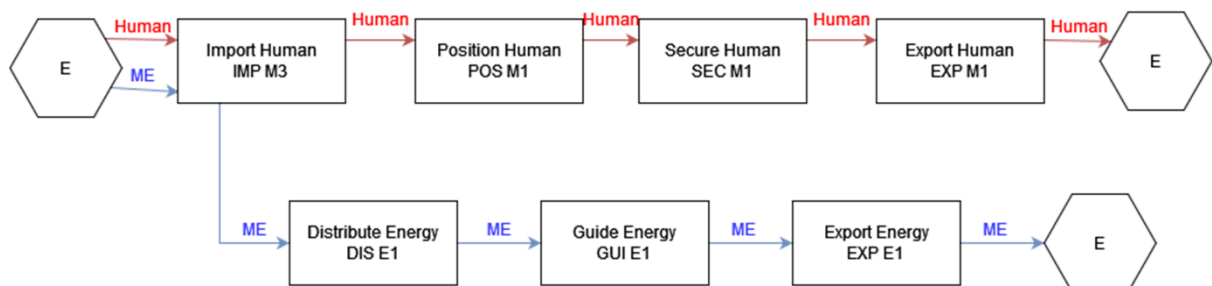 Human
Human
Human
Human
Human
E
ME
Import Human
IMP M3
Position Human
POS M1
Secure Human
SEC M1
Export Human
EXP M1
E
ME
Distribute Energy
DIS E1
ME
Guide Energy
GUI E1
ME
Export Energy
EXP E1
ME
E